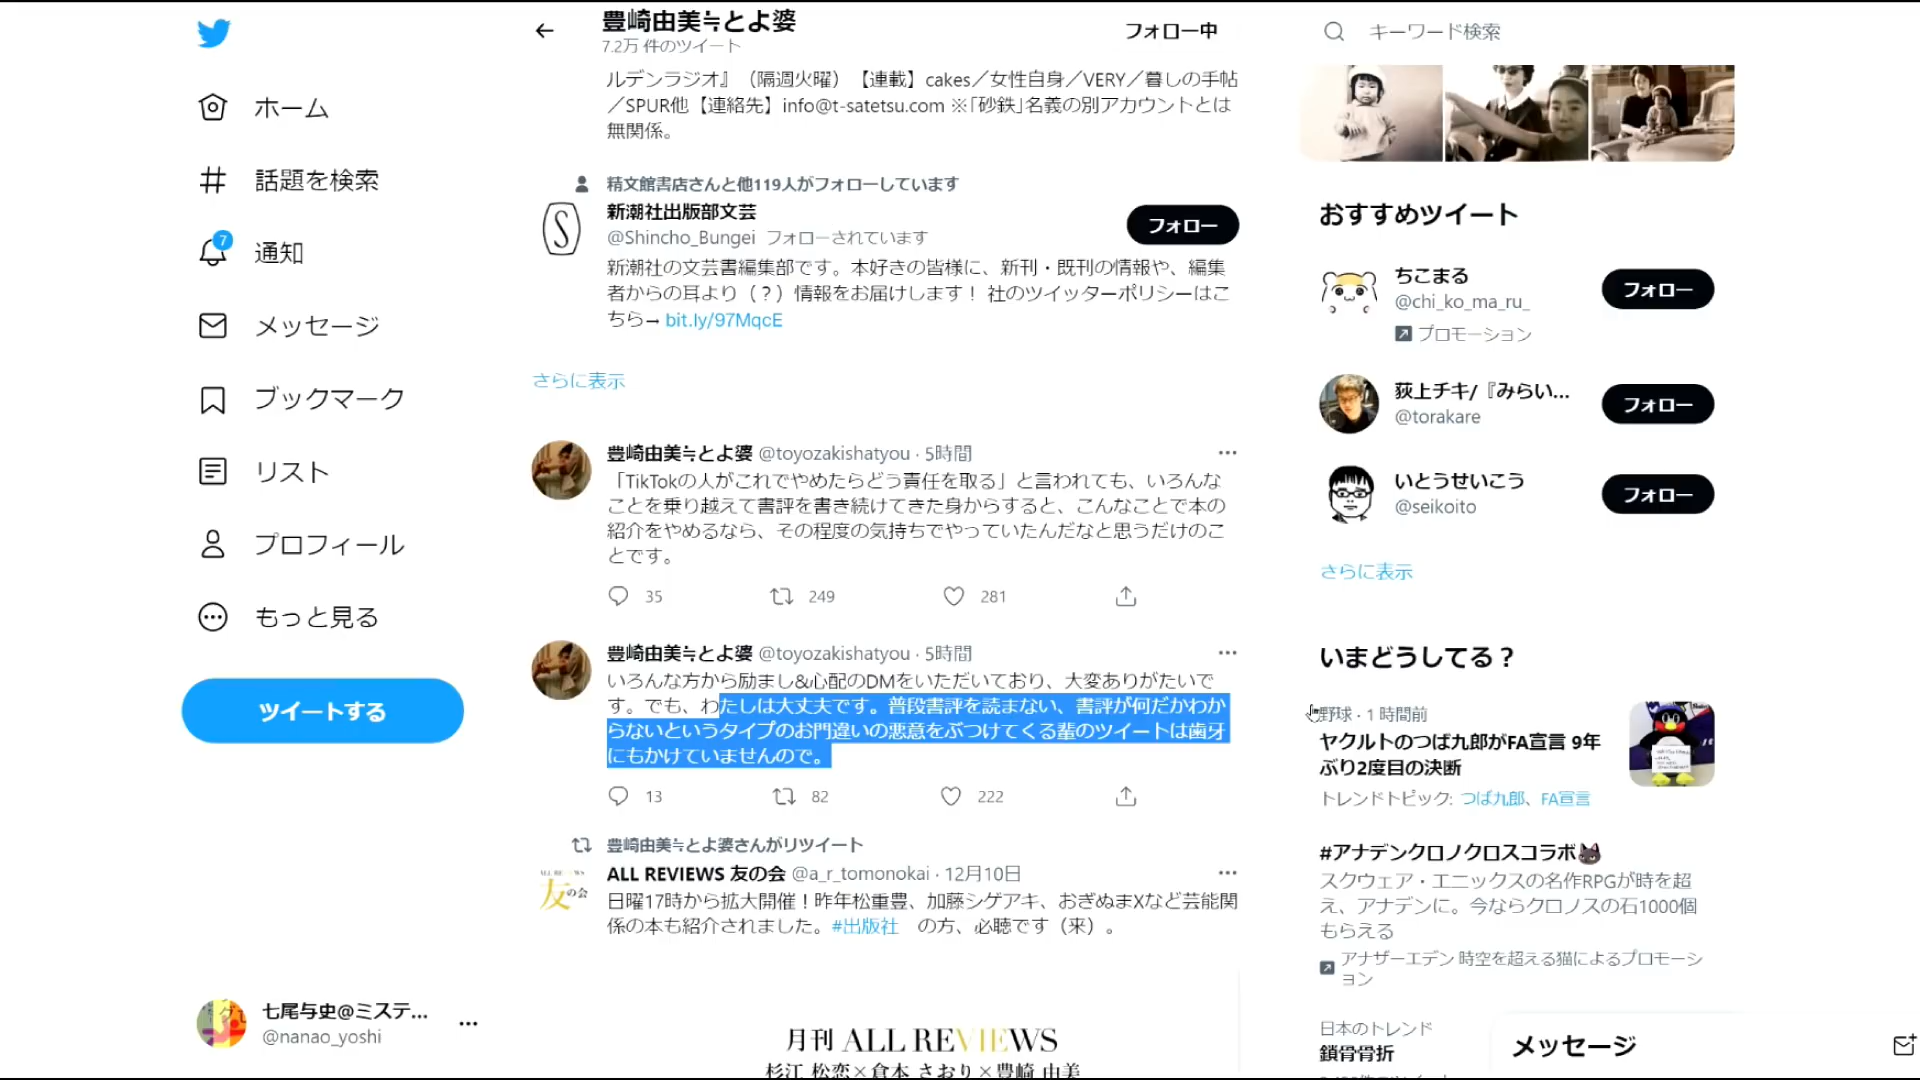 ホーム
話題を検索
7
通知
メッセージ
ブックマーク
リスト
プロフィール
もっと見る
ツイートする
七尾与史@ミステ...
@nanao_yoshi
豊崎由美≒とよ婆
7.2万 件のツイート
フォロー中
ルデンラジオ』（隔週火曜）【連載】cakes／女性自身／VERY／暮しの手帖
／SPUR他【連絡先】info@t-satetsu.com ※｢砂鉄｣名義の別アカウントとは
無関係。
精文館書店さんと他119人がフォローしています
新潮社出版部文芸
@Shincho_Bungei フォローされています
フォロー
新潮社の文芸書編集部です。本好きの皆様に、新刊・既刊の情報や、編集
者からの耳より（？）情報をお届けします！ 社のツイッターポリシーはこ
ちら→ bit.ly/97MqcE
さらに表示
豊崎由美≒とよ婆 @toyozakishatyou · 5時間
「TikTokの人がこれでやめたらどう責任を取る」と言われても、いろんな
ことを乗り越えて書評を書き続けてきた身からすると、こんなことで本の
紹介をやめるなら、その程度の気持ちでやっていたんだなと思うだけのこ
とです。
35 249 281
豊崎由美≒とよ婆 @toyozakishatyou · 5時間
いろんな方から励まし&心配のDMをいただいており、大変ありがたいで
す。でも、わたしは大丈夫です。普段書評を読まない、書評が何だかわか
らないというタイプのお門違いの悪意をぶつけてくる輩のツイートは歯牙
にもかけていませんので。
13 82 222
豊崎由美≒とよ婆さんがリツイート
ALL REVIEWS 友の会 @a_r_tomonokai · 12月10日
ALL REVIEWS
友の会
日曜17時から拡大開催！昨年松重豊、加藤シゲアキ、おぎぬまXなど芸能関
係の本も紹介されました。#出版社 の方、必聴です（来）。
月刊 ALL REVIEWS
杉江 松恋×倉本 さおり×豊崎 由美
キーワード検索
おすすめツイート
ちこまる
@chi_ko_ma_ru_
プロモーション
フォロー
荻上チキ/『みらい...
@torakare
フォロー
いとうせいこう
@seikoito
フォロー
さらに表示
いまどうしてる？
野球 · 1 時間前
ヤクルトのつば九郎がFA宣言 9年
ぶり2度目の決断
トレンドトピック: つば九郎、FA宣言
#アナデンクロノクロスコラボ
スクウェア・エニックスの名作RPGが時を超
え、アナデンに。今ならクロノスの石1000個
もらえる
アナザーエデン 時空を超える猫によるプロモーシ
ョン
日本のトレンド
鎖骨骨折
メッセージ